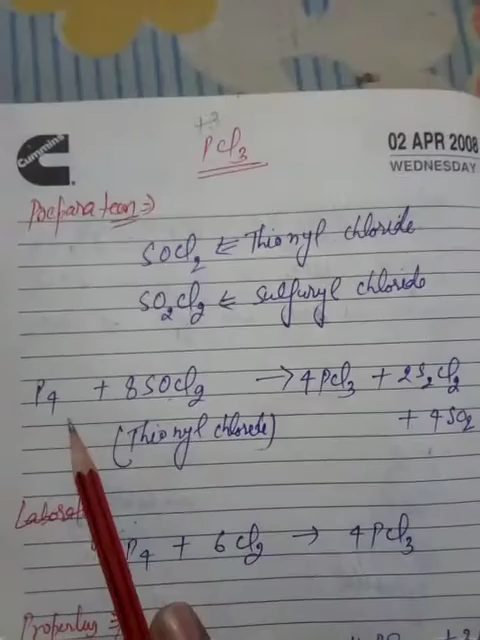 +3
PCl3
Cummins
02 APR 2008
WEDNESDAY
Preparation ⇒
SOCl2 ⇐ Thionyl chloride
SO2Cl2 ⇐ Sulfuryl chloride
P4 + 8SOCl2 → 4PCl3 + 2S2Cl2
+ 4SO2
(Thionyl chloride)
P4 + 6Cl2 → 4PCl3